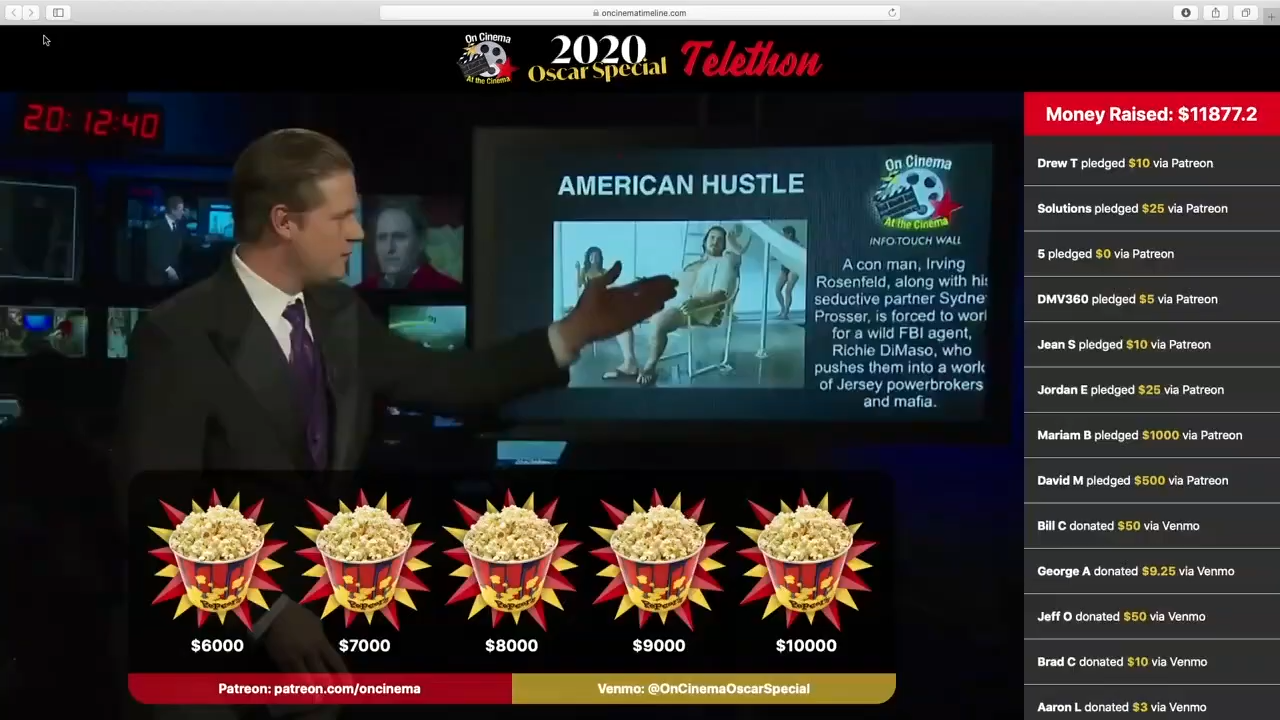 oncinematimeline.com
On Cinema
At the Cinema
2020
Oscar Special
Telethon
20:12:40
AMERICAN HUSTLE
On Cinema
At the Cinema
INFO-TOUCH WALL
A con man, Irving
Rosenfeld, along with his
seductive partner Sydne
Prosser, is forced to worl
for a wild FBI agent,
Richie DiMaso, who
pushes them into a work
of Jersey powerbrokers
and mafia.
Money Raised: $11877.2
Drew T pledged $10 via Patreon
Solutions pledged $25 via Patreon
5 pledged $0 via Patreon
DMV360 pledged $5 via Patreon
Jean S pledged $10 via Patreon
Jordan E pledged $25 via Patreon
Mariam B pledged $1000 via Patreon
David M pledged $500 via Patreon
Bill C donated $50 via Venmo
George A donated $9.25 via Venmo
Jeff O donated $50 via Venmo
Brad C donated $10 via Venmo
Aaron L donated $3 via Venmo
Popcorn
Popcorn
Popcorn
Popcorn
Popcorn
$6000
$7000
$8000
$9000
$10000
Patreon: patreon.com/oncinema
Venmo: @OnCinemaOscarSpecial